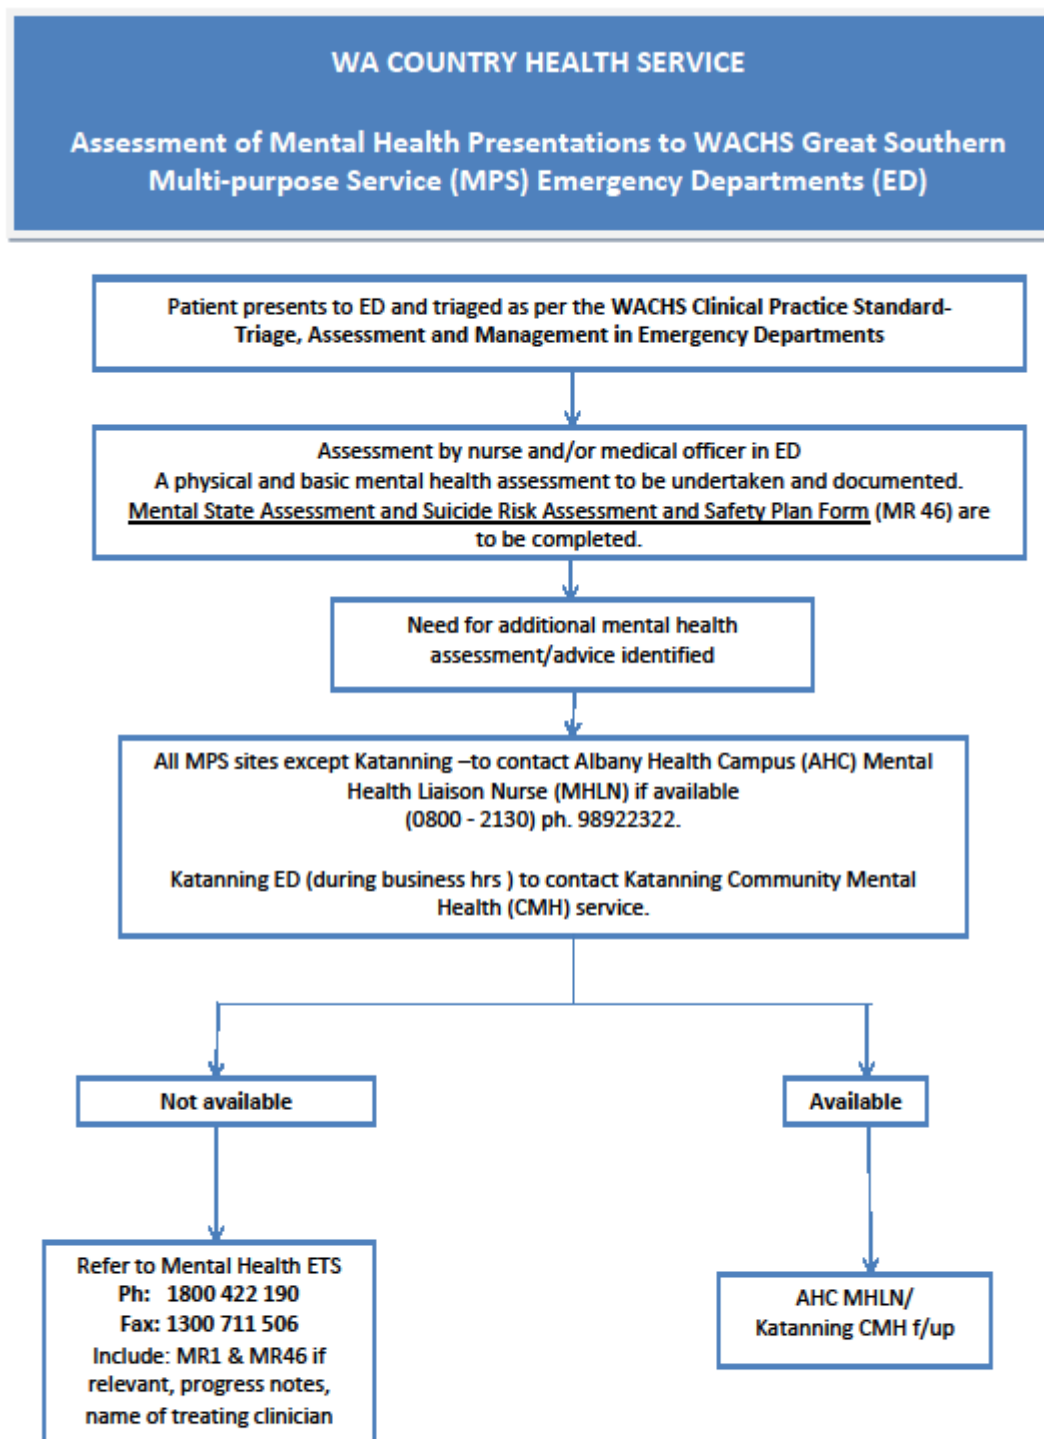 WA COUNTRY HEALTH SERVICE
Assessment of Mental Health Presentations to WACHS Great Southern
Multi-purpose Service (MPS) Emergency Departments (ED)
Patient presents to ED and triaged as per the WACHS Clinical Practice Standard-
Triage, Assessment and Management in Emergency Departments
Assessment by nurse and/or medical officer in ED
A physical and basic mental health assessment to be undertaken and documented.
Mental State Assessment and Suicide Risk Assessment and Safety Plan Form (MR 46) are
to be completed.
Need for additional mental health
assessment/advice identified
All MPS sites except Katanning –to contact Albany Health Campus (AHC) Mental
Health Liaison Nurse (MHLN) if available
(0800 - 2130) ph. 98922322.
Katanning ED (during business hrs ) to contact Katanning Community Mental
Health (CMH) service.
Not available
Available
Refer to Mental Health ETS
Ph: 1800 422 190
Fax: 1300 711 506
Include: MR1 & MR46 if
relevant, progress notes,
name of treating clinician
AHC MHLN/
Katanning CMH f/up